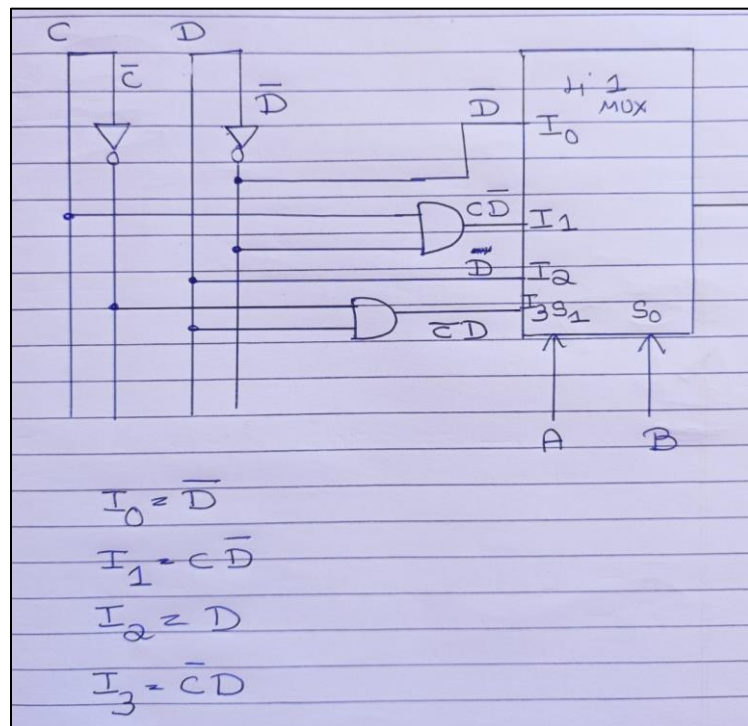 C D
C̅ D̅
D̅ 4:1
MUX
I₀
CD̅ I₁
D I₂
I₃ S₁ S₀
C̅D
A B
I₀ = D̅
I₁ = CD̅
I₂ = D
I₃ = C̅D